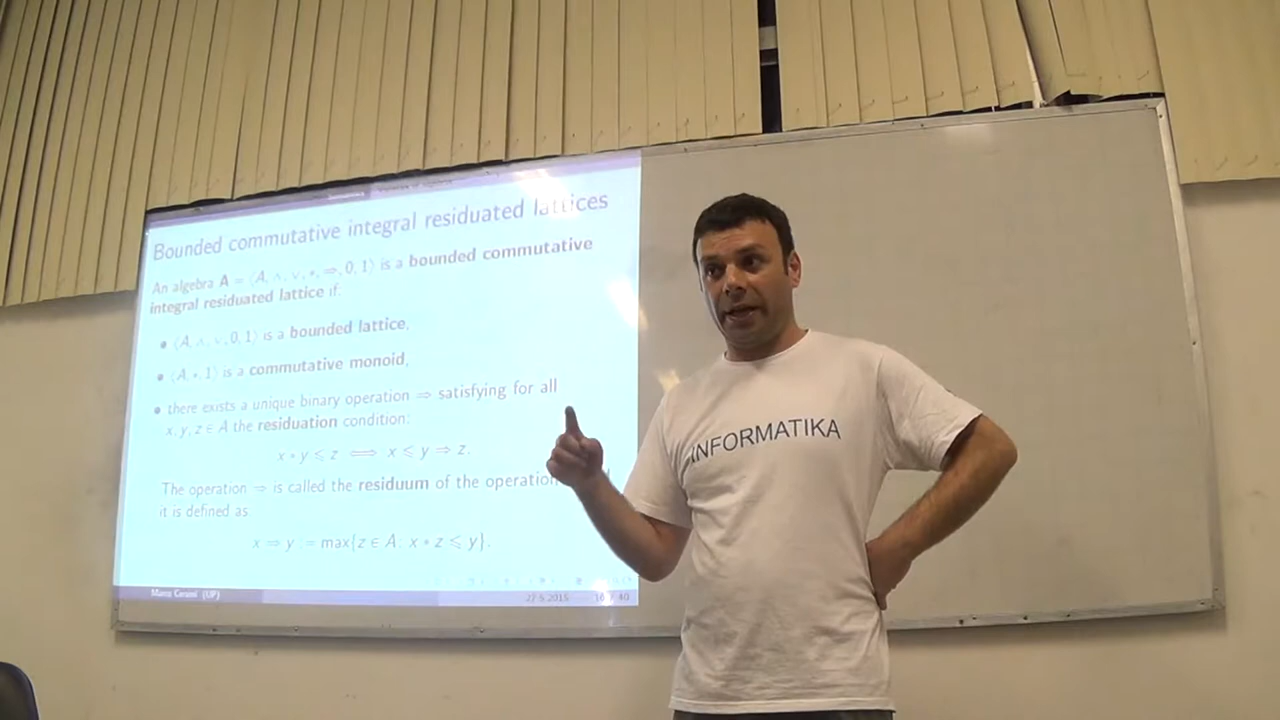 Bounded commutative integral residuated lattices
An algebra A = ⟨A, ∧, ∨, *, ⇒, 0, 1⟩ is a bounded commutative
integral residuated lattice if:
• ⟨A, ∧, ∨, 0, 1⟩ is a bounded lattice,
• ⟨A, *, 1⟩ is a commutative monoid,
• there exists a unique binary operation ⇒ satisfying for all
x, y, z ∈ A the residuation condition:
x * y ⩽ z ⟺ x ⩽ y ⇒ z.
The operation ⇒ is called the residuum of the operation
it is defined as:
x ⇒ y := max{z ∈ A: x * z ⩽ y}.
(UP)
27.5.2015
INFORMATIKA